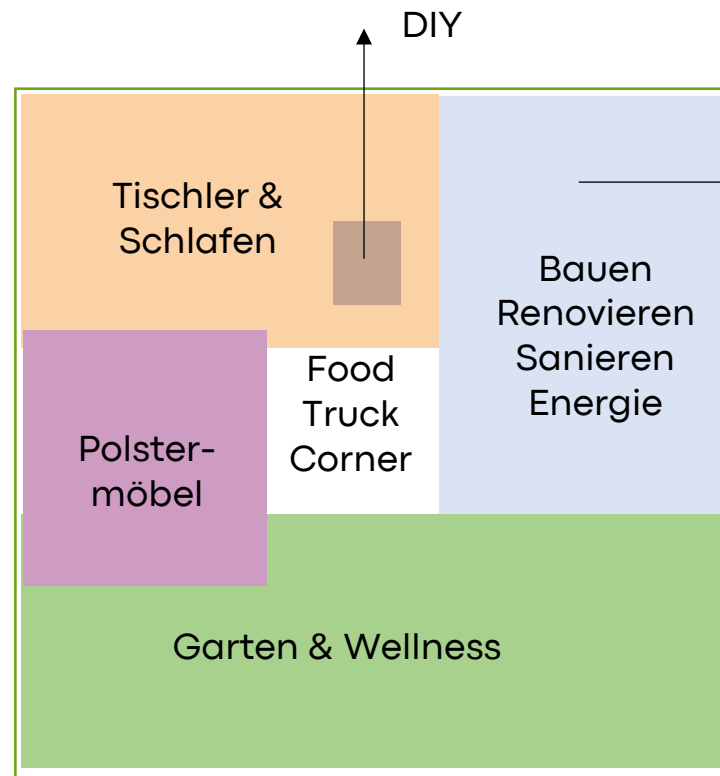 DIY
Tischler &
Schlafen
Bauen
Renovieren
Sanieren
Energie
Food
Truck
Corner
Polster-
möbel
Garten & Wellness